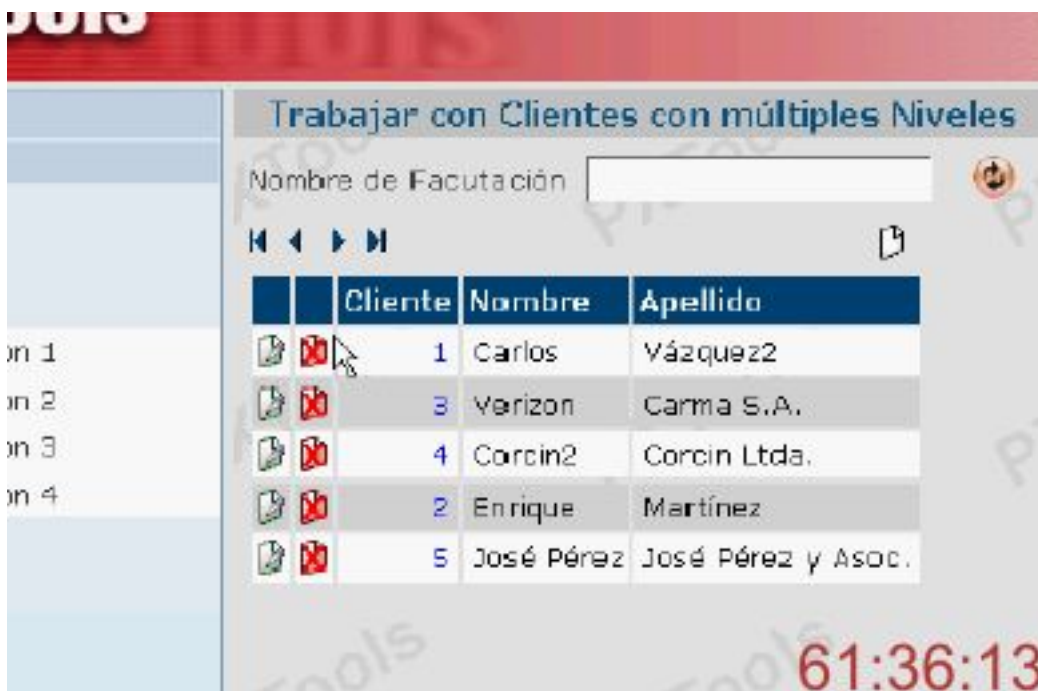 Trabajar con Clientes con múltiples Niveles
Nombre de Facutación
Cliente Nombre Apellido
1 Carlos Vázquez2
3 Verizon Carma S.A.
4 Corcin2 Corcin Ltda.
2 Enrique Martínez
5 José Pérez José Pérez y Asoc.
on 1
on 2
on 3
on 4
PXTools
61:36:13